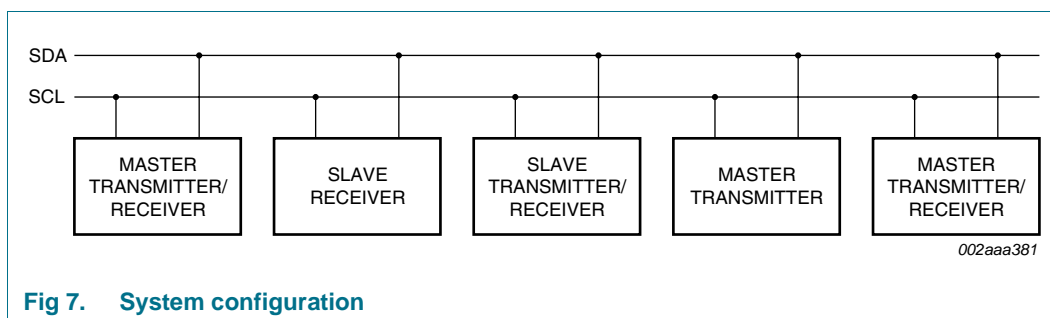 SDA
SCL
MASTER
TRANSMITTER/
RECEIVER
SLAVE
RECEIVER
SLAVE
TRANSMITTER/
RECEIVER
MASTER
TRANSMITTER
MASTER
TRANSMITTER/
RECEIVER
002aaa381
Fig 7. System configuration